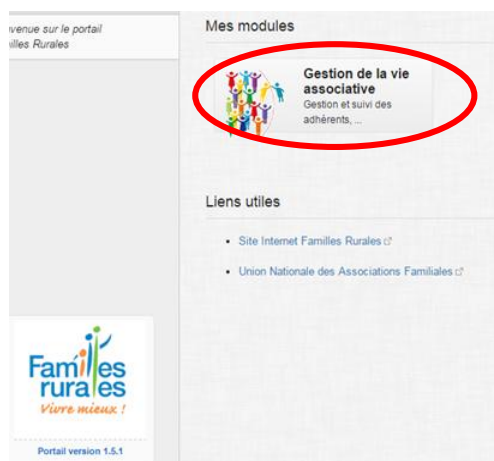 venue sur le portail
illes Rurales
Mes modules
Gestion de la vie
associative
Gestion et suivi des
adhérents, ...
Liens utiles
Site Internet Familles Rurales
Union Nationale des Associations Familiales
Familles
rurales
Vivre mieux !
Portail version 1.5.1